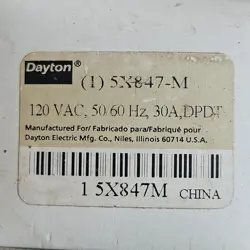 Dayton®
(1) 5X847-M
120 VAC, 50/60 Hz, 30A, DPDT
Manufactured For/ Fabricado para/Fabriqué pour
Dayton Electric Mfg. Co., Niles, Illinois 60714 U.S.A.
1 5X847M CHINA